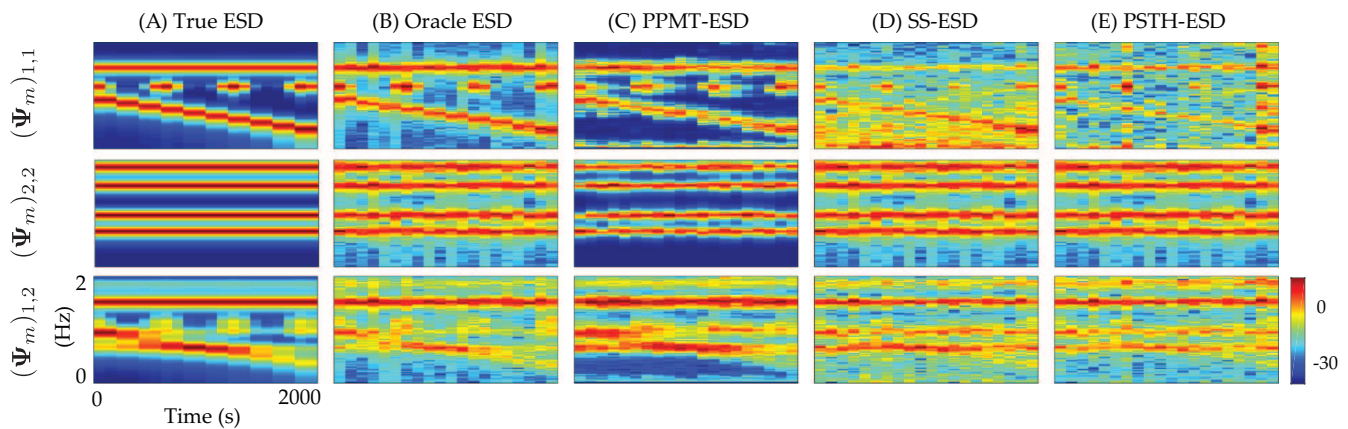 (A) True ESD (B) Oracle ESD (C) PPMT-ESD (D) SS-ESD (E) PSTH-ESD
(Ψm)1,1
(Ψm)2,2
(Ψm)1,2
2
(Hz)
0
0
-30
0 2000
Time (s)